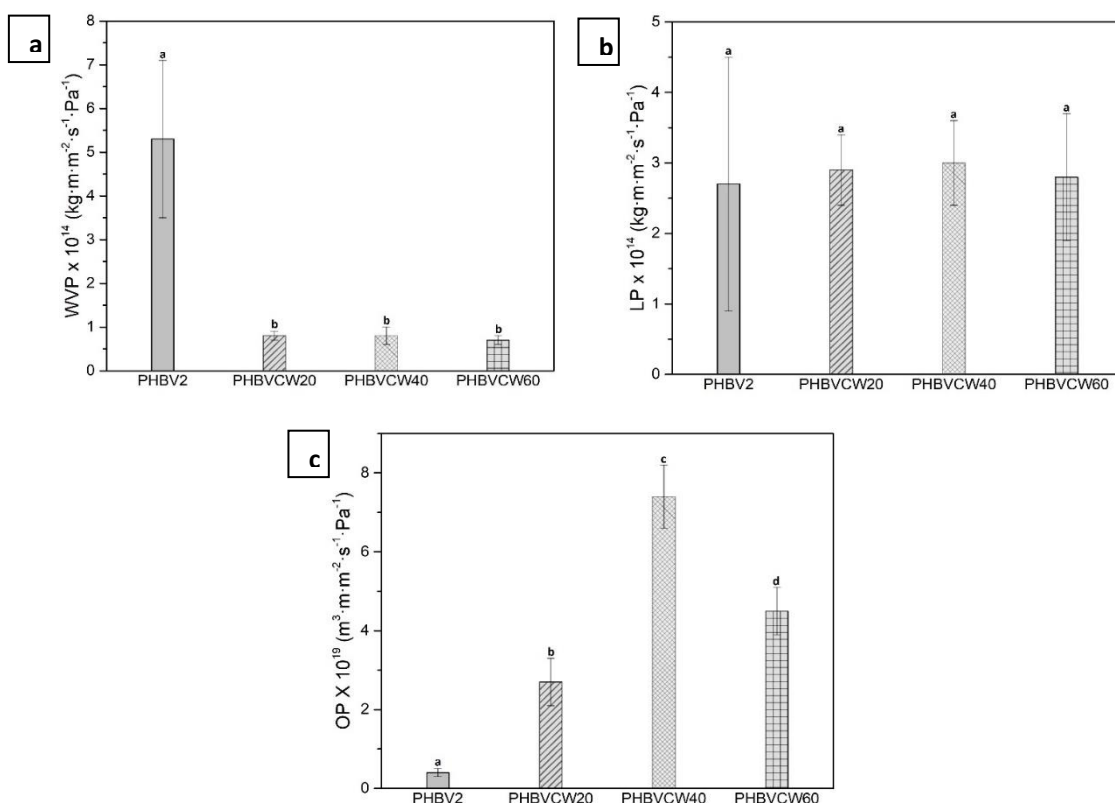 a
WVP x 10¹⁴ (kg·m·m⁻²·s⁻¹·Pa⁻¹)
8
7
6
5
4
3
2
1
0
a
b
b
b
PHBV2
PHBVCW20
PHBVCW40
PHBVCW60
b
LP x 10¹⁴ (kg·m·m⁻²·s⁻¹·Pa⁻¹)
5
4
3
2
1
0
a
a
a
a
PHBV2
PHBVCW20
PHBVCW40
PHBVCW60
c
OP X 10¹⁹ (m³·m·m⁻²·s⁻¹·Pa⁻¹)
8
6
4
2
0
a
b
c
d
PHBV2
PHBVCW20
PHBVCW40
PHBVCW60